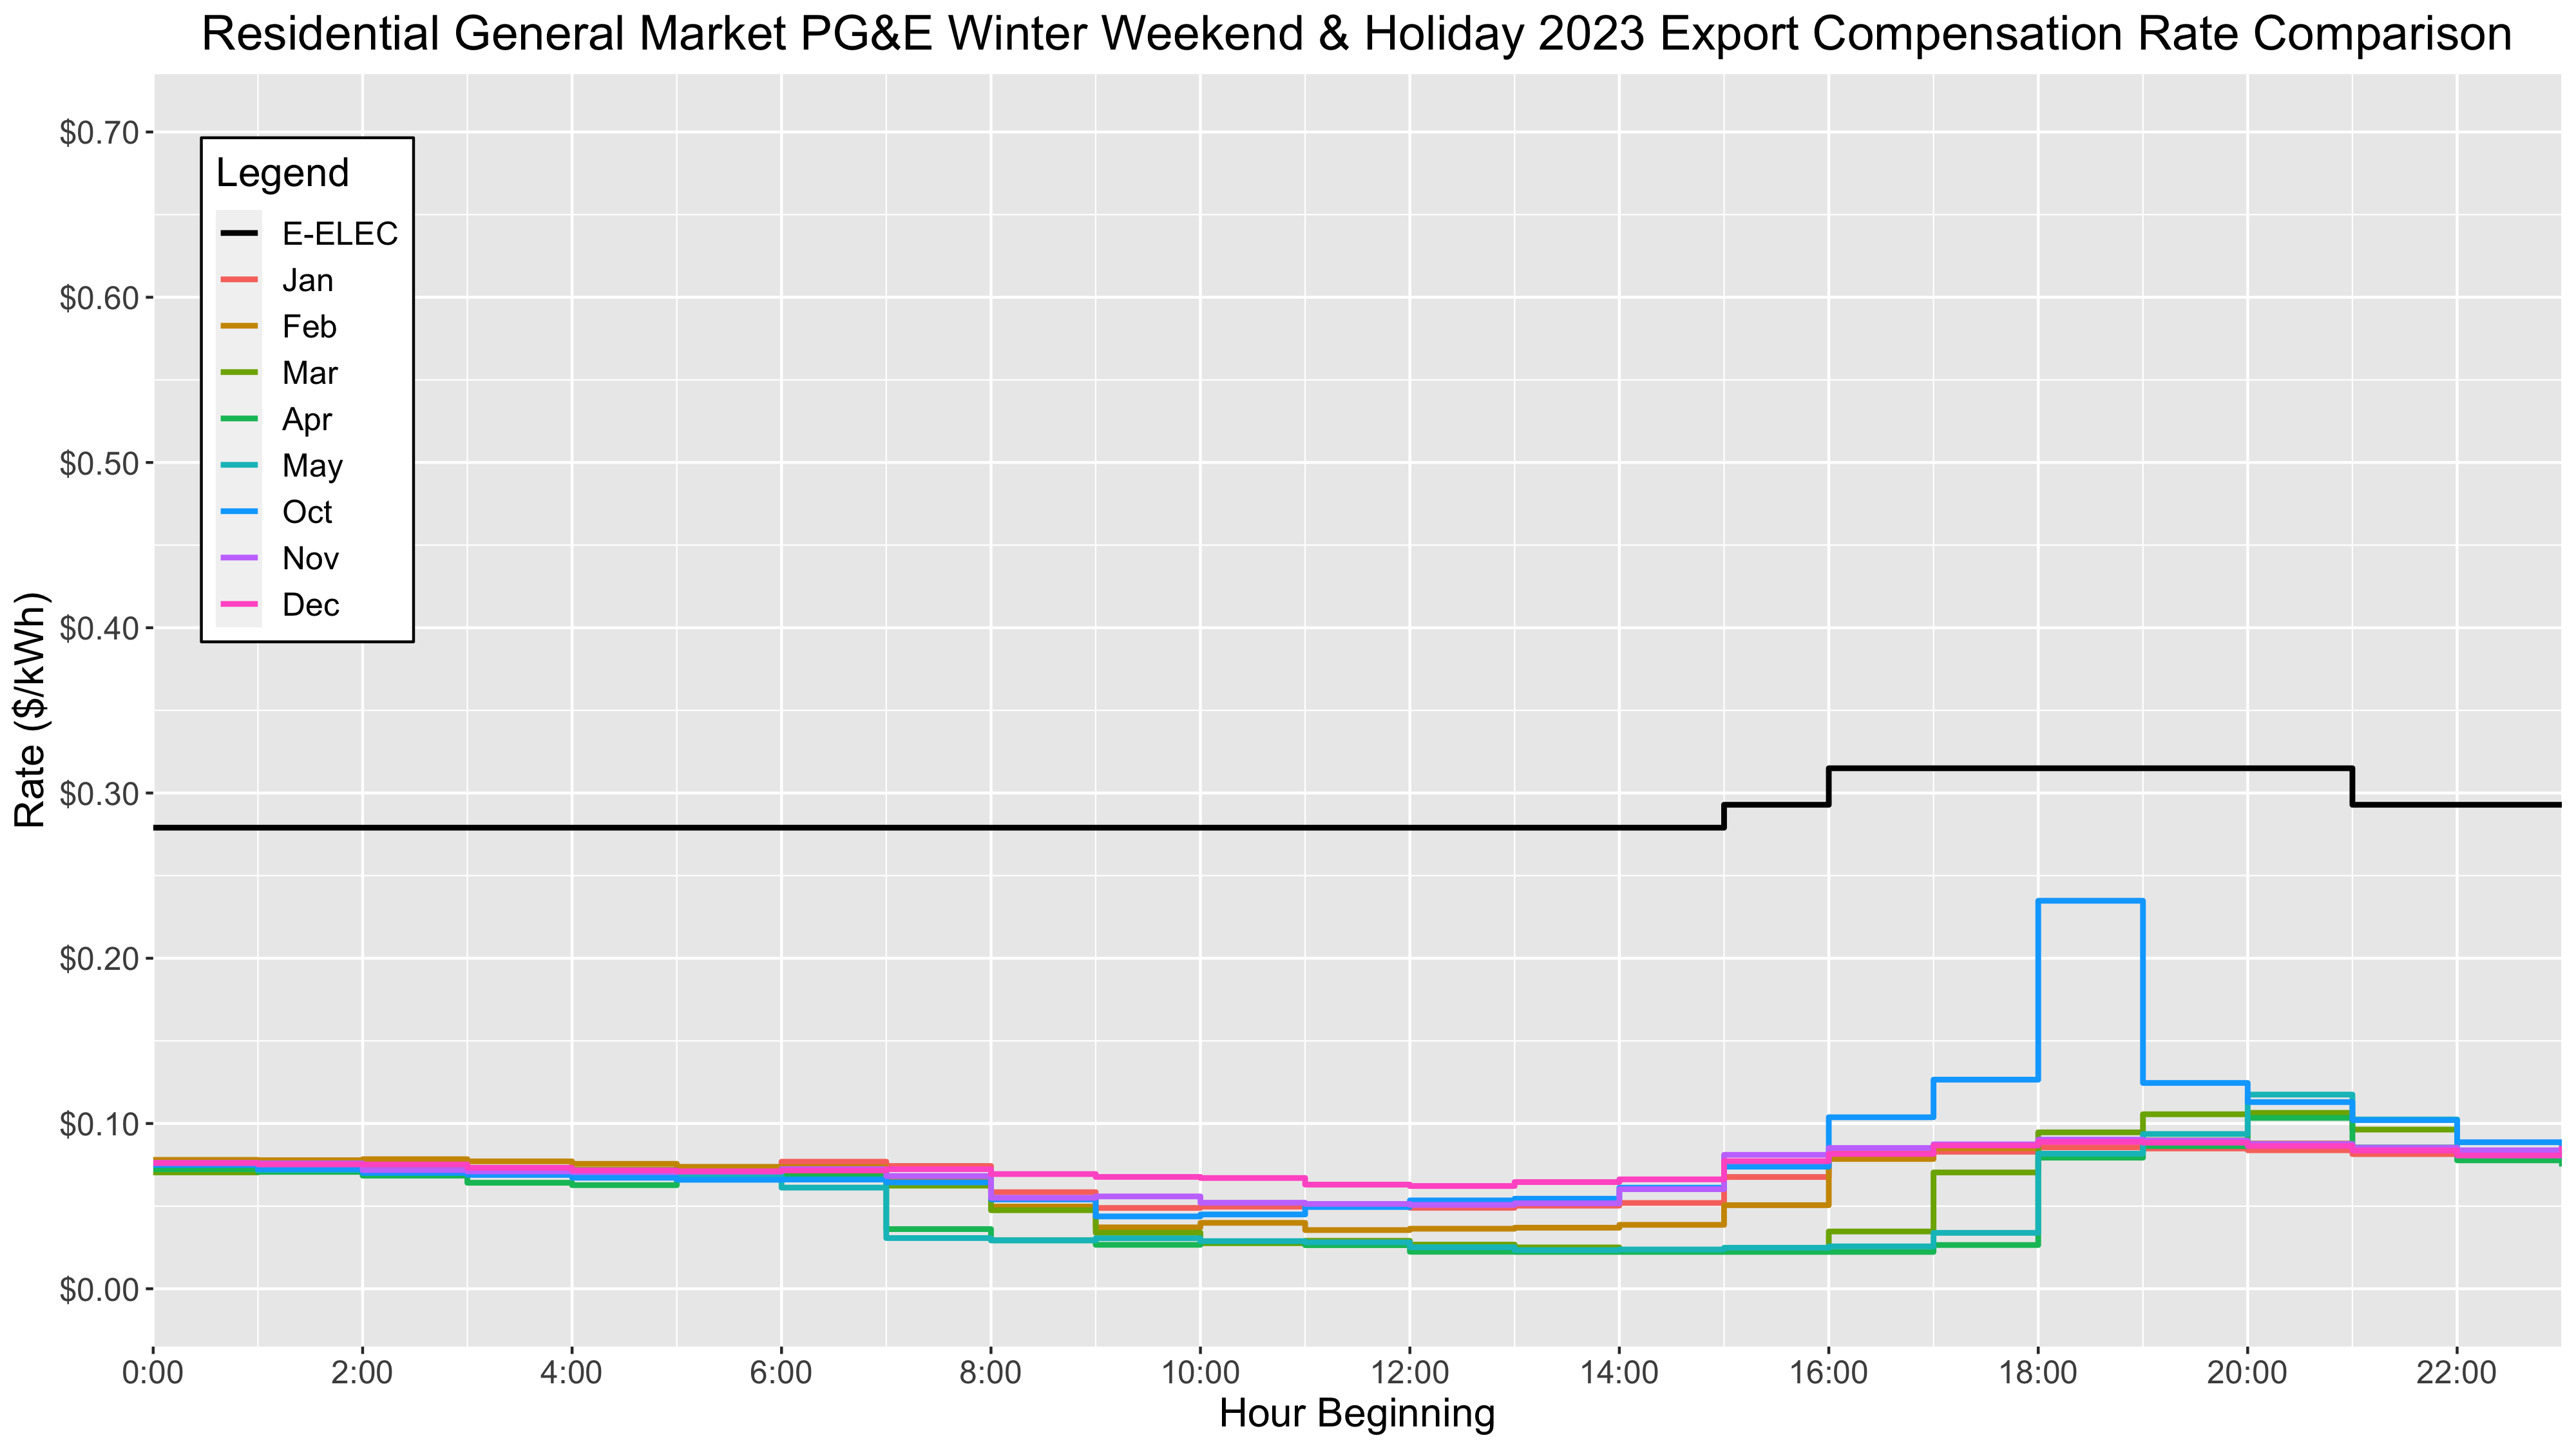 Residential General Market PG&E Winter Weekend & Holiday 2023 Export Compensation Rate Comparison
$0.70
$0.60
$0.50
$0.40
$0.30
$0.20
$0.10
$0.00
Rate ($/kWh)
Legend
E-ELEC
Jan
Feb
Mar
Apr
May
Oct
Nov
Dec
0:00 2:00 4:00 6:00 8:00 10:00 12:00 14:00 16:00 18:00 20:00 22:00
Hour Beginning